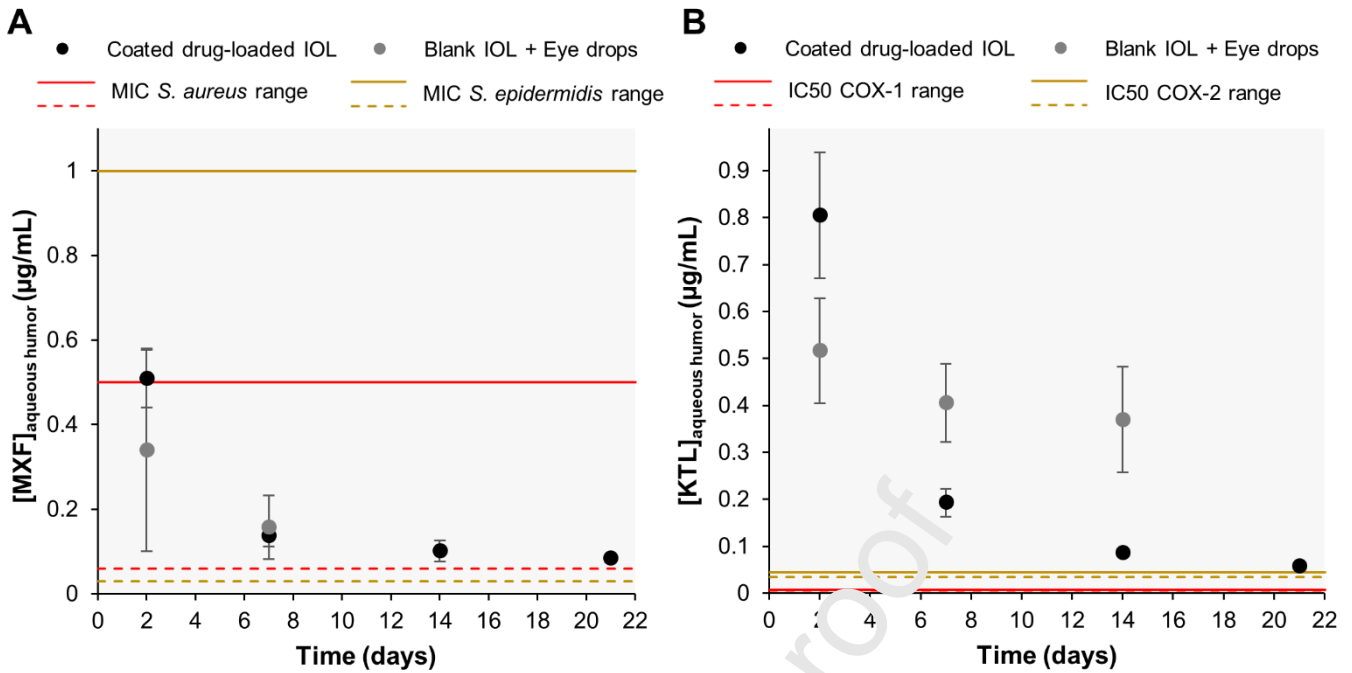 A
Coated drug-loaded IOL
Blank IOL + Eye drops
MIC S. aureus range
MIC S. epidermidis range
1
0.8
0.6
0.4
0.2
0
[MXF]aqueous humor (µg/mL)
0 2 4 6 8 10 12 14 16 18 20 22
Time (days)
B
Coated drug-loaded IOL
Blank IOL + Eye drops
IC50 COX-1 range
IC50 COX-2 range
0.9
0.8
0.7
0.6
0.5
0.4
0.3
0.2
0.1
0
[KTL]aqueous humor (µg/mL)
0 2 4 6 8 10 12 14 16 18 20 22
Time (days)
roof